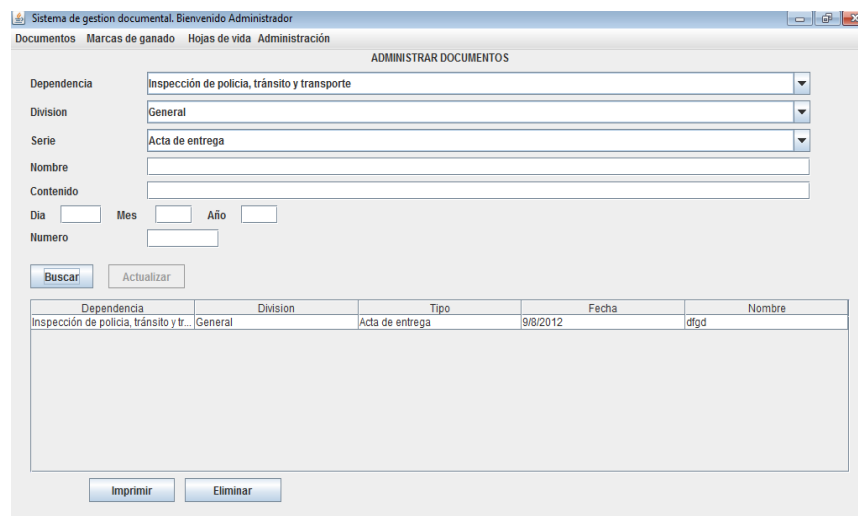 Sistema de gestion documental. Bienvenido Administrador
Documentos Marcas de ganado Hojas de vida Administración
ADMINISTRAR DOCUMENTOS
Dependencia Inspección de policia, tránsito y transporte
Division General
Serie Acta de entrega
Nombre
Contenido
Dia Mes Año
Numero
Buscar Actualizar
Dependencia Division Tipo Fecha Nombre
Inspección de policia, tránsito y tr... General Acta de entrega 9/8/2012 dfgd
Imprimir Eliminar